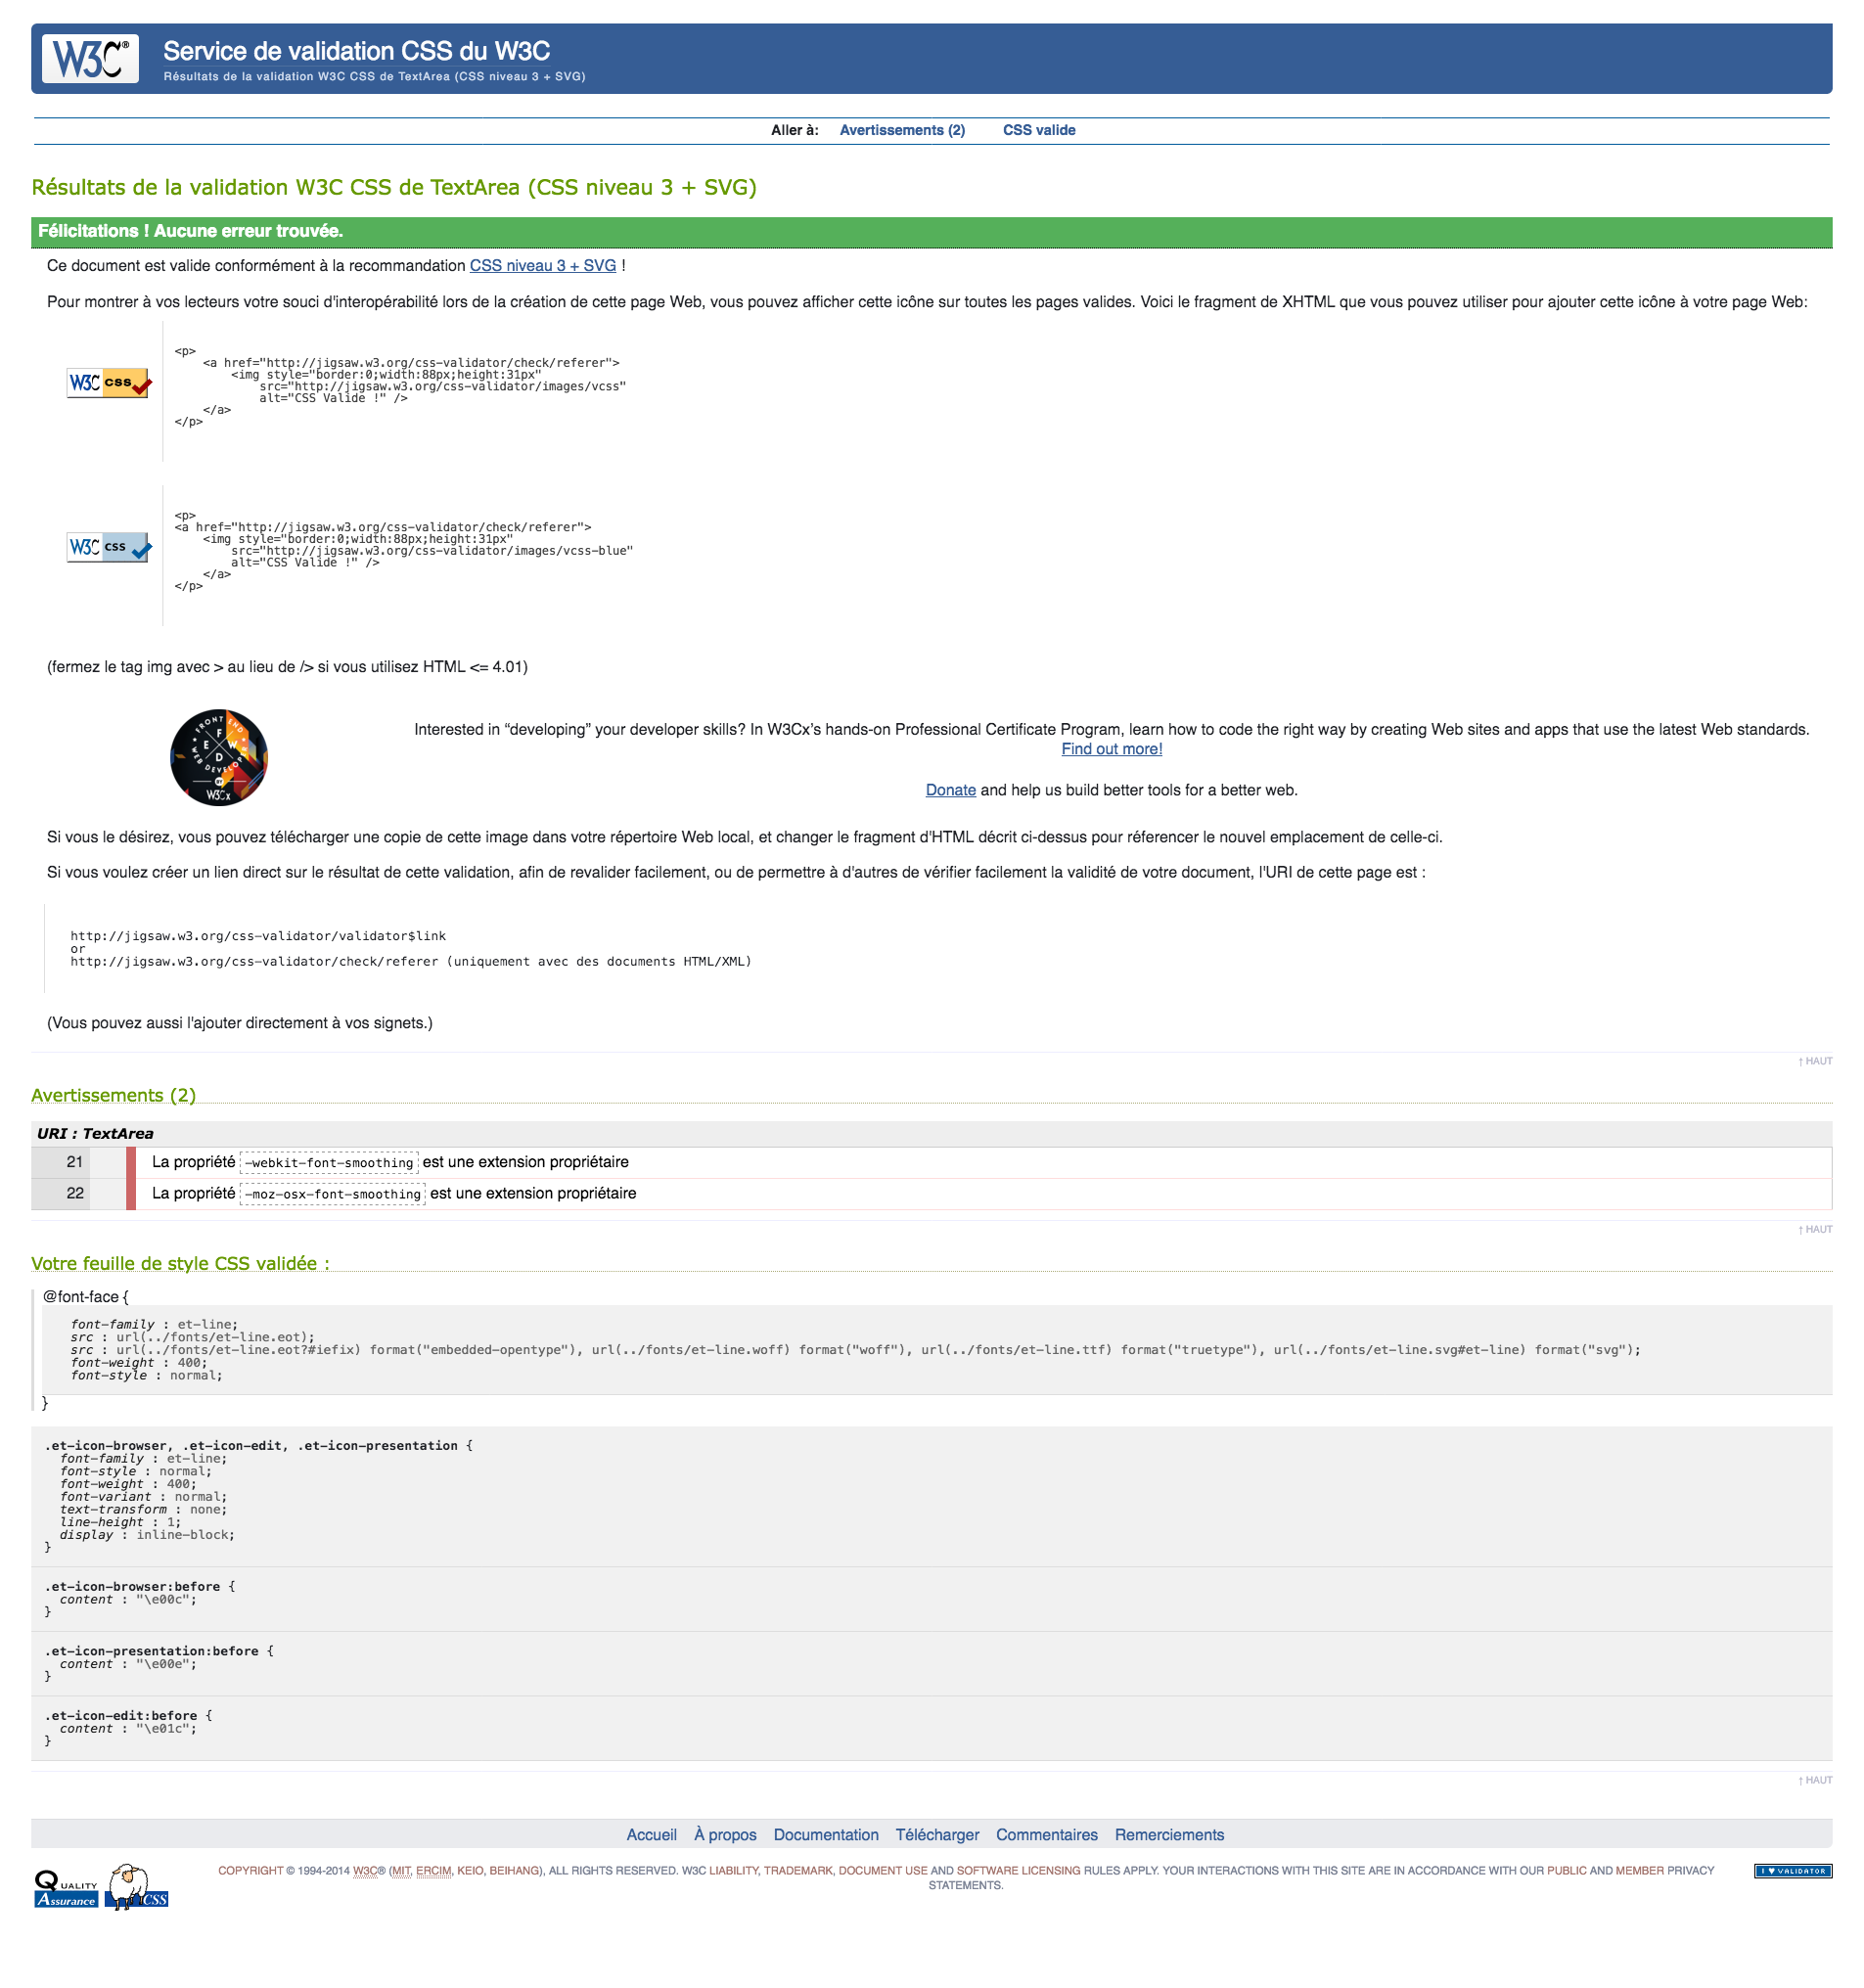 W3C®
Service de validation CSS du W3C
Résultats de la validation W3C CSS de TextArea (CSS niveau 3 + SVG)
Aller à: Avertissements (2) CSS valide
Résultats de la validation W3C CSS de TextArea (CSS niveau 3 + SVG)
Félicitations ! Aucune erreur trouvée.
Ce document est valide conformément à la recommandation CSS niveau 3 + SVG !
Pour montrer à vos lecteurs votre souci d'interopérabilité lors de la création de cette page Web, vous pouvez afficher cette icône sur toutes les pages valides. Voici le fragment de XHTML que vous pouvez utiliser pour ajouter cette icône à votre page Web:
W3C css
<p>
<a href="http://jigsaw.w3.org/css-validator/check/referer">
<img style="border:0;width:88px;height:31px"
src="http://jigsaw.w3.org/css-validator/images/vcss"
alt="CSS Valide !" />
</a>
</p>
W3C css
<p>
<a href="http://jigsaw.w3.org/css-validator/check/referer">
<img style="border:0;width:88px;height:31px"
src="http://jigsaw.w3.org/css-validator/images/vcss-blue"
alt="CSS Valide !" />
</a>
</p>
(fermez le tag img avec > au lieu de /> si vous utilisez HTML <= 4.01)
FRONT END WEB DEVELOP
F
E W
D
BY
W3Cx
Interested in “developing” your developer skills? In W3Cx’s hands-on Professional Certificate Program, learn how to code the right way by creating Web sites and apps that use the latest Web standards.
Find out more!
Donate and help us build better tools for a better web.
Si vous le désirez, vous pouvez télécharger une copie de cette image dans votre répertoire Web local, et changer le fragment d'HTML décrit ci-dessus pour réferencer le nouvel emplacement de celle-ci.
Si vous voulez créer un lien direct sur le résultat de cette validation, afin de revalider facilement, ou de permettre à d'autres de vérifier facilement la validité de votre document, l'URI de cette page est :
http://jigsaw.w3.org/css-validator/validator$link
or
http://jigsaw.w3.org/css-validator/check/referer (uniquement avec des documents HTML/XML)
(Vous pouvez aussi l'ajouter directement à vos signets.)
↑ HAUT
Avertissements (2)
URI : TextArea
21 La propriété -webkit-font-smoothing est une extension propriétaire
22 La propriété -moz-osx-font-smoothing est une extension propriétaire
↑ HAUT
Votre feuille de style CSS validée :
@font-face {
font-family : et-line;
src : url(../fonts/et-line.eot);
src : url(../fonts/et-line.eot?#iefix) format("embedded-opentype"), url(../fonts/et-line.woff) format("woff"), url(../fonts/et-line.ttf) format("truetype"), url(../fonts/et-line.svg#et-line) format("svg");
font-weight : 400;
font-style : normal;
}
.et-icon-browser, .et-icon-edit, .et-icon-presentation {
font-family : et-line;
font-style : normal;
font-weight : 400;
font-variant : normal;
text-transform : none;
line-height : 1;
display : inline-block;
}
.et-icon-browser:before {
content : "\e00c";
}
.et-icon-presentation:before {
content : "\e00e";
}
.et-icon-edit:before {
content : "\e01c";
}
↑ HAUT
Accueil À propos Documentation Télécharger Commentaires Remerciements
QUALITY
Assurance CSS
COPYRIGHT © 1994-2014 W3C® (MIT, ERCIM, KEIO, BEIHANG), ALL RIGHTS RESERVED. W3C LIABILITY, TRADEMARK, DOCUMENT USE AND SOFTWARE LICENSING RULES APPLY. YOUR INTERACTIONS WITH THIS SITE ARE IN ACCORDANCE WITH OUR PUBLIC AND MEMBER PRIVACY
STATEMENTS.
I ♥ VALIDATOR